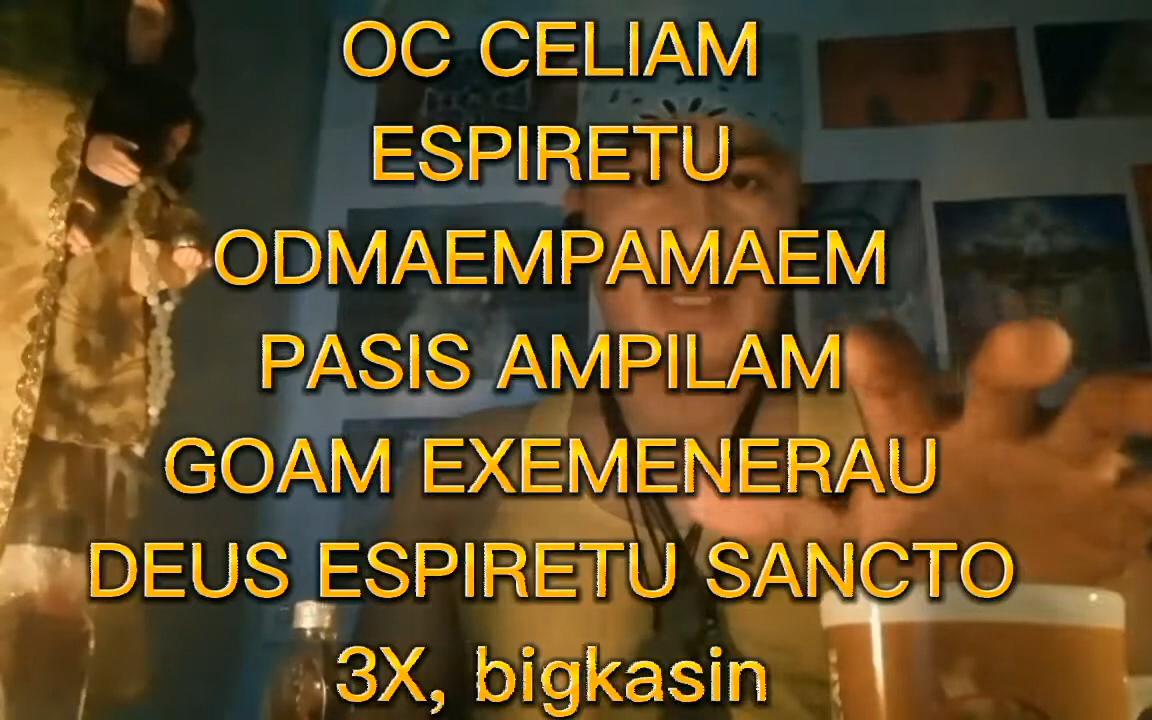 OC CELIAM
ESPIRETU
ODMAEMPAMAEM
PASIS AMPILAM
GOAM EXEMENERAU
DEUS ESPIRETU SANCTO
3X, bigkasin